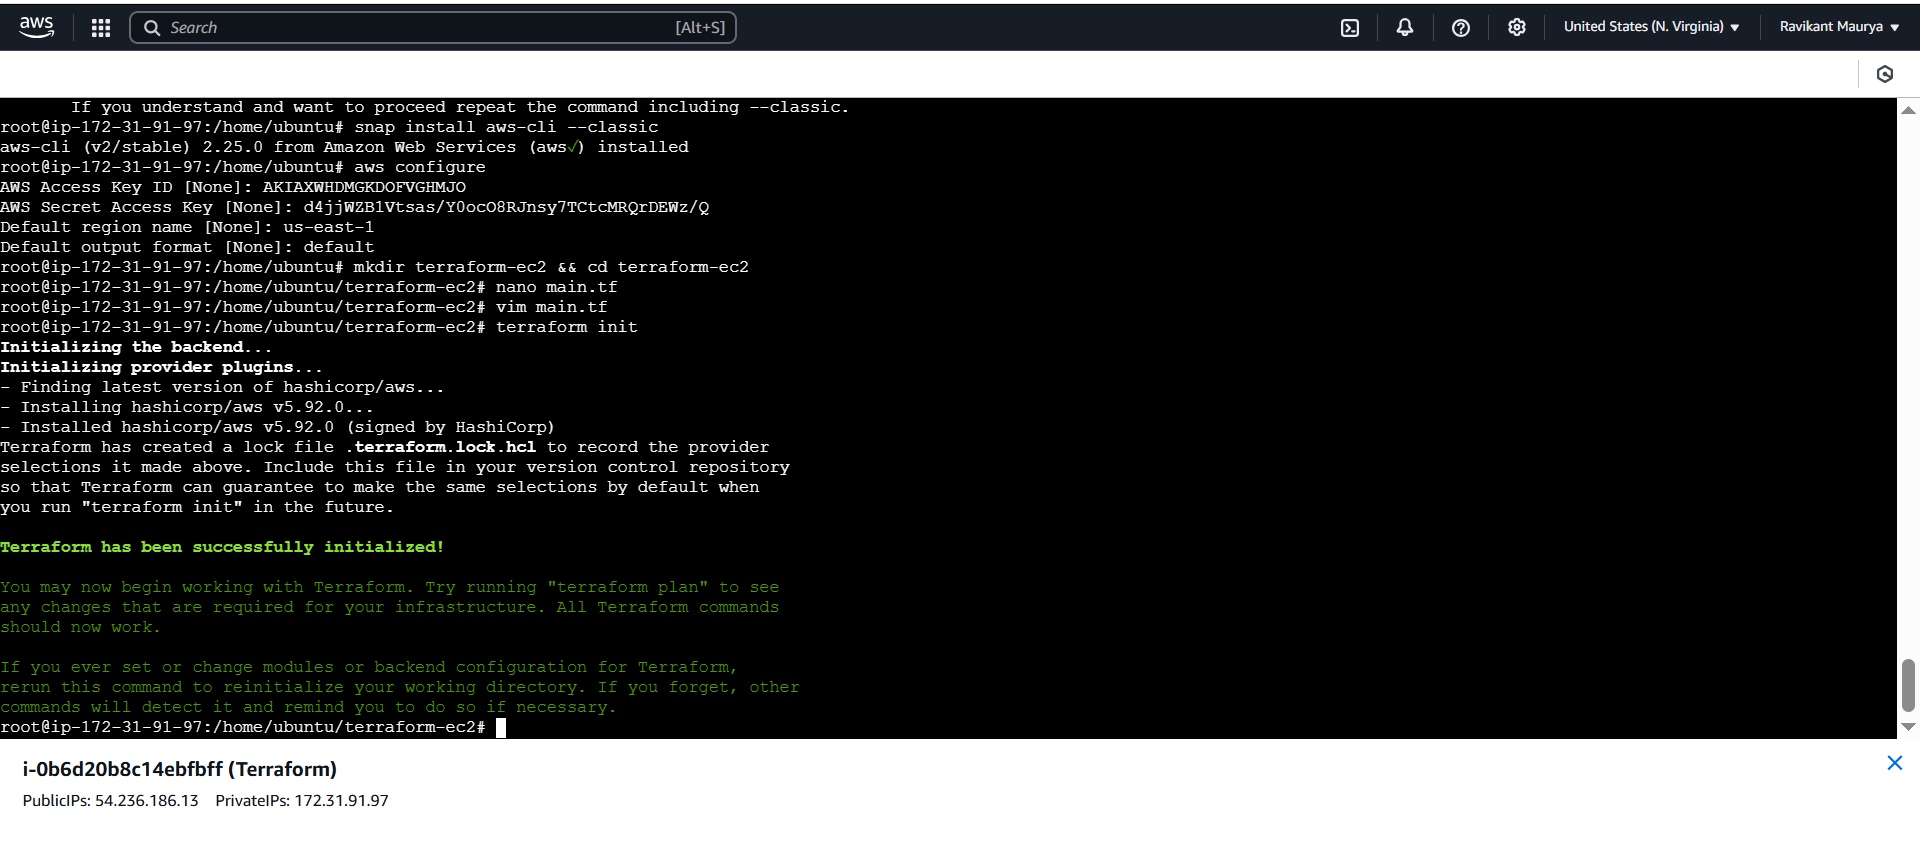 aws
Search [Alt+S] United States (N. Virginia) Ravikant Maurya
If you understand and want to proceed repeat the command including --classic.
root@ip-172-31-91-97:/home/ubuntu# snap install aws-cli --classic
aws-cli (v2/stable) 2.25.0 from Amazon Web Services (aws✓) installed
root@ip-172-31-91-97:/home/ubuntu# aws configure
AWS Access Key ID [None]:
AWS Secret Access Key [None]:
Default region name [None]: us-east-1
Default output format [None]: default
root@ip-172-31-91-97:/home/ubuntu# mkdir terraform-ec2 && cd terraform-ec2
root@ip-172-31-91-97:/home/ubuntu/terraform-ec2# nano main.tf
root@ip-172-31-91-97:/home/ubuntu/terraform-ec2# vim main.tf
root@ip-172-31-91-97:/home/ubuntu/terraform-ec2# terraform init
Initializing the backend...
Initializing provider plugins...
- Finding latest version of hashicorp/aws...
- Installing hashicorp/aws v5.92.0...
- Installed hashicorp/aws v5.92.0 (signed by HashiCorp)
Terraform has created a lock file .terraform.lock.hcl to record the provider
selections it made above. Include this file in your version control repository
so that Terraform can guarantee to make the same selections by default when
you run "terraform init" in the future.
Terraform has been successfully initialized!
You may now begin working with Terraform. Try running "terraform plan" to see
any changes that are required for your infrastructure. All Terraform commands
should now work.
If you ever set or change modules or backend configuration for Terraform,
rerun this command to reinitialize your working directory. If you forget, other
commands will detect it and remind you to do so if necessary.
root@ip-172-31-91-97:/home/ubuntu/terraform-ec2#
i-0b6d20b8c14ebfbff (Terraform)
PublicIPs: 54.236.186.13 PrivateIPs: 172.31.91.97